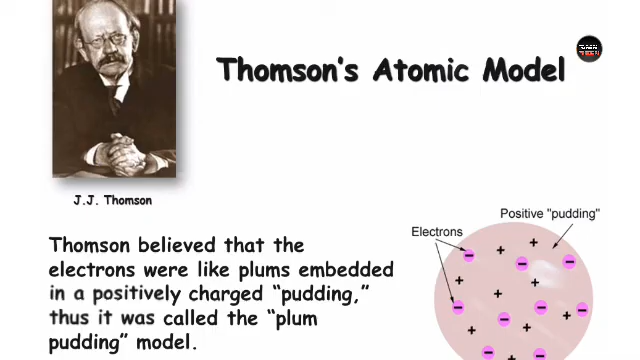 Thomson's Atomic Model
J.J. Thomson
Thomson believed that the
electrons were like plums embedded
in a positively charged “pudding,”
thus it was called the “plum
pudding” model.
Positive "pudding"
Electrons